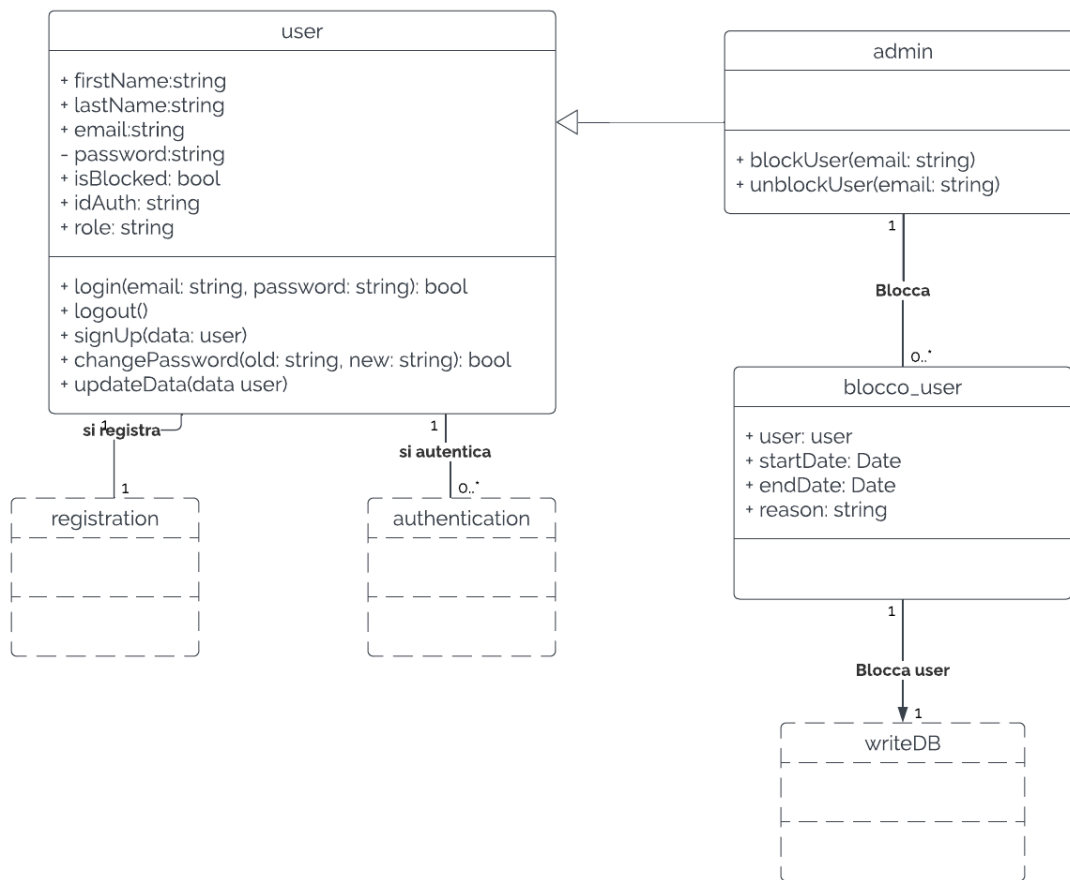 user
+ firstName:string
+ lastName:string
+ email:string
- password:string
+ isBlocked: bool
+ idAuth: string
+ role: string
+ login(email: string, password: string): bool
+ logout()
+ signUp(data: user)
+ changePassword(old: string, new: string): bool
+ updateData(data user)
admin
+ blockUser(email: string)
+ unblockUser(email: string)
1
Blocca
0..*
blocco_user
+ user: user
+ startDate: Date
+ endDate: Date
+ reason: string
1
si registra
1
registration
1
si autentica
0..*
authentication
1
Blocca user
1
writeDB